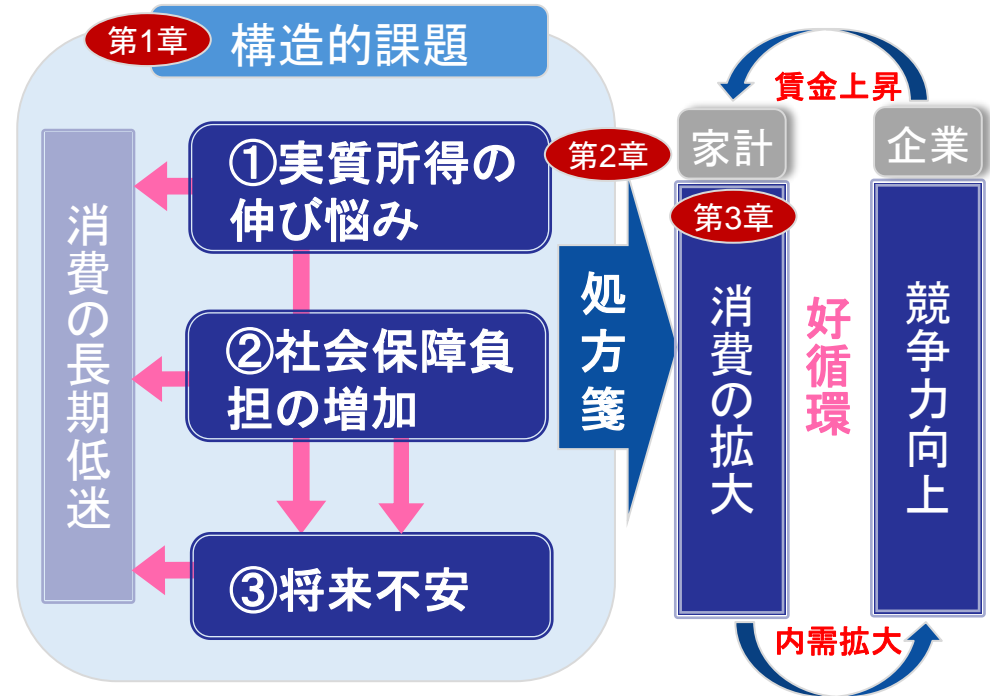 第1章
構造的課題
消費の長期低迷
①実質所得の
伸び悩み
②社会保障負
担の増加
③将来不安
第2章
処方箋
賃金上昇
家計
企業
第3章
消費の拡大
好循環
競争力向上
内需拡大